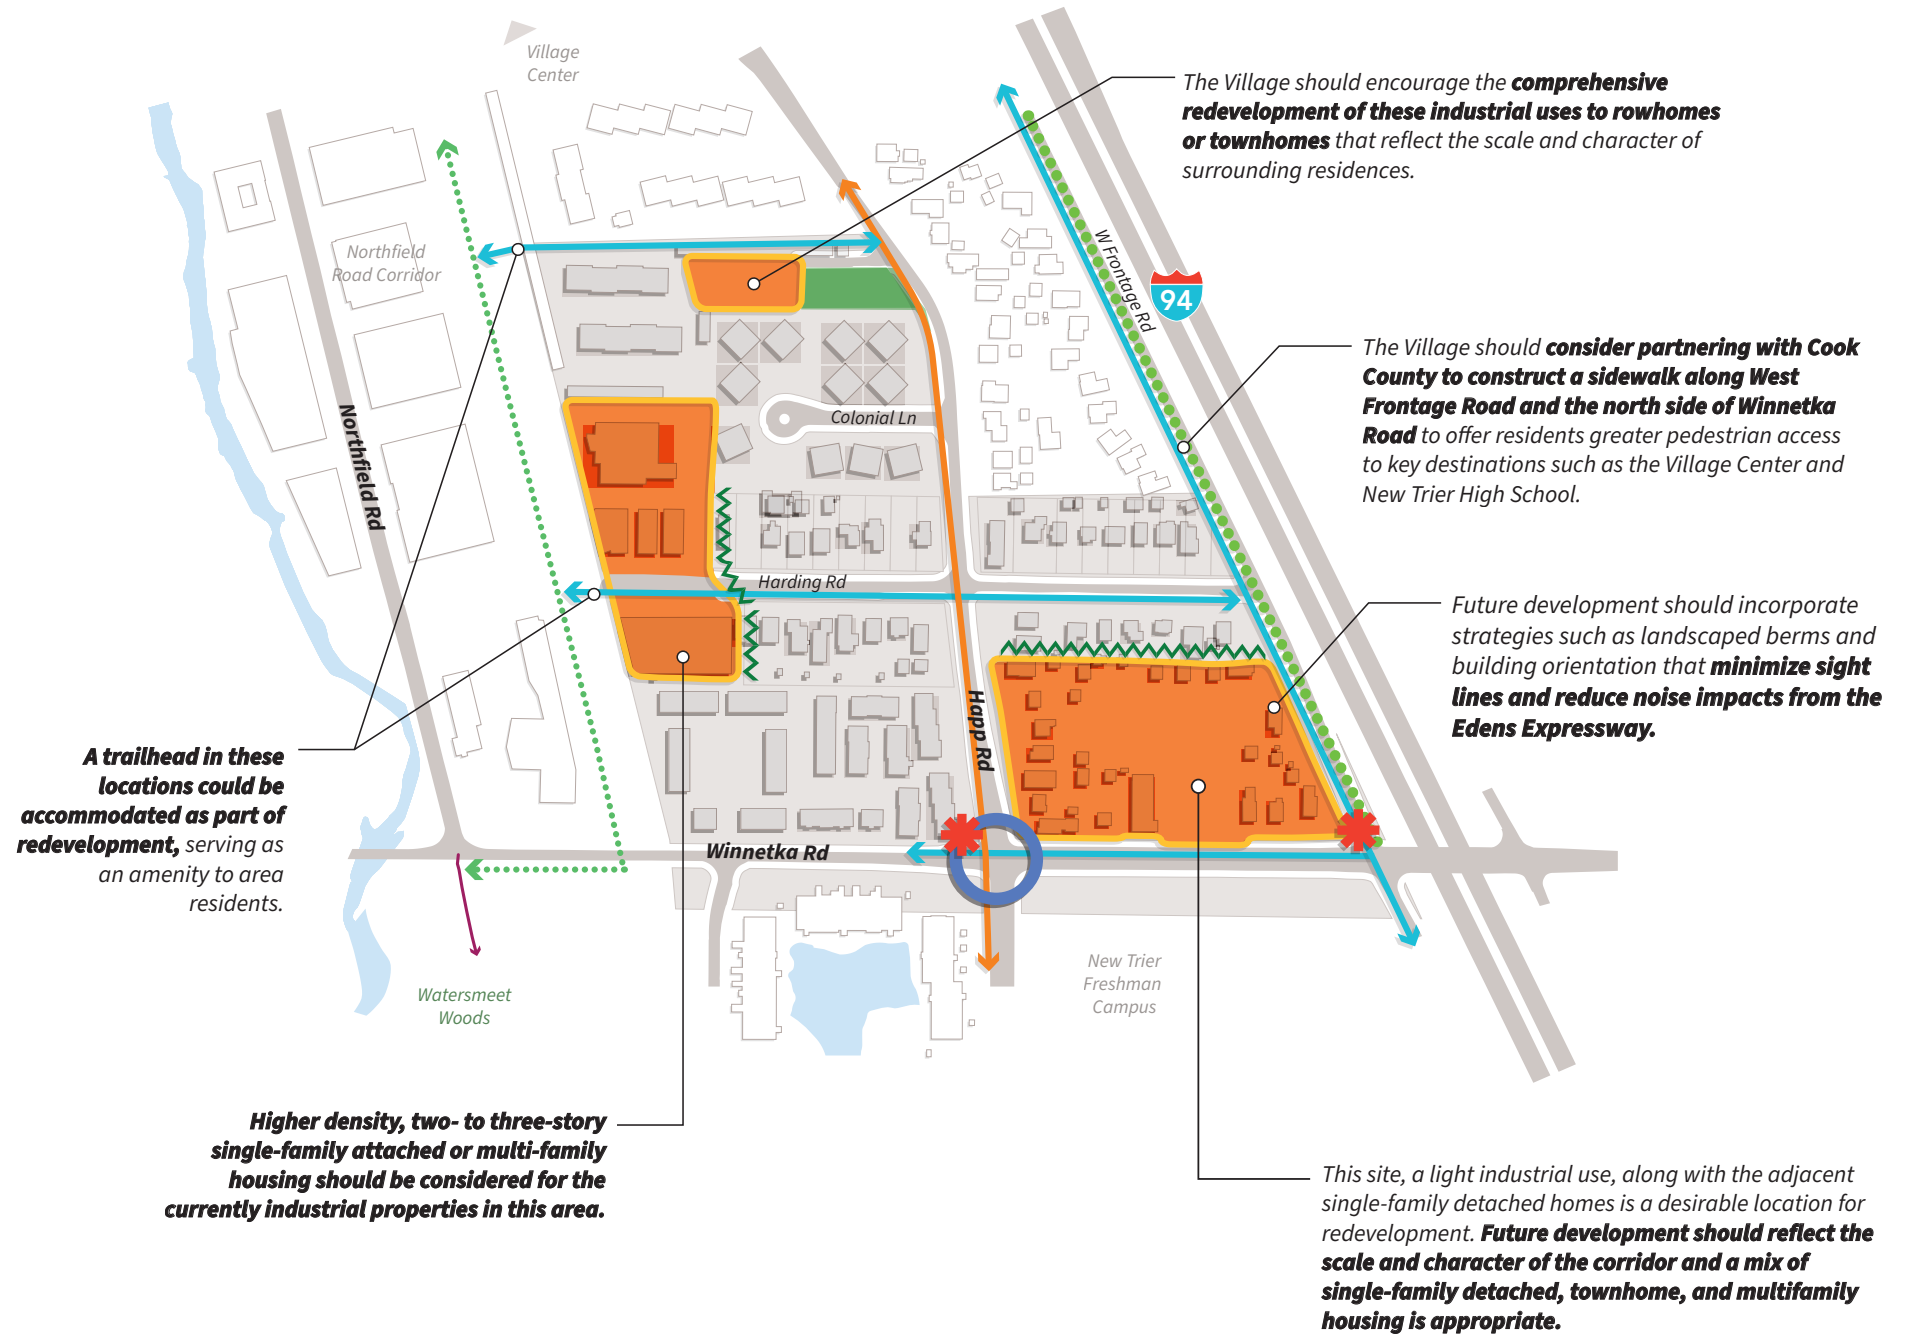 Village
Center
The Village should encourage the comprehensive
redevelopment of these industrial uses to rowhomes
or townhomes that reflect the scale and character of
surrounding residences.
Northfield
Road Corridor
W Frontage Rd
94
The Village should consider partnering with Cook
County to construct a sidewalk along West
Frontage Road and the north side of Winnetka
Road to offer residents greater pedestrian access
to key destinations such as the Village Center and
New Trier High School.
Northfield Rd
Colonial Ln
Harding Rd
Future development should incorporate
strategies such as landscaped berms and
building orientation that minimize sight
lines and reduce noise impacts from the
Edens Expressway.
Happ Rd
A trailhead in these
locations could be
accommodated as part of
redevelopment, serving as
an amenity to area
residents.
Winnetka Rd
Watersmeet
Woods
New Trier
Freshman
Campus
Higher density, two- to three-story
single-family attached or multi-family
housing should be considered for the
currently industrial properties in this area.
This site, a light industrial use, along with the adjacent
single-family detached homes is a desirable location for
redevelopment. Future development should reflect the
scale and character of the corridor and a mix of
single-family detached, townhome, and multifamily
housing is appropriate.